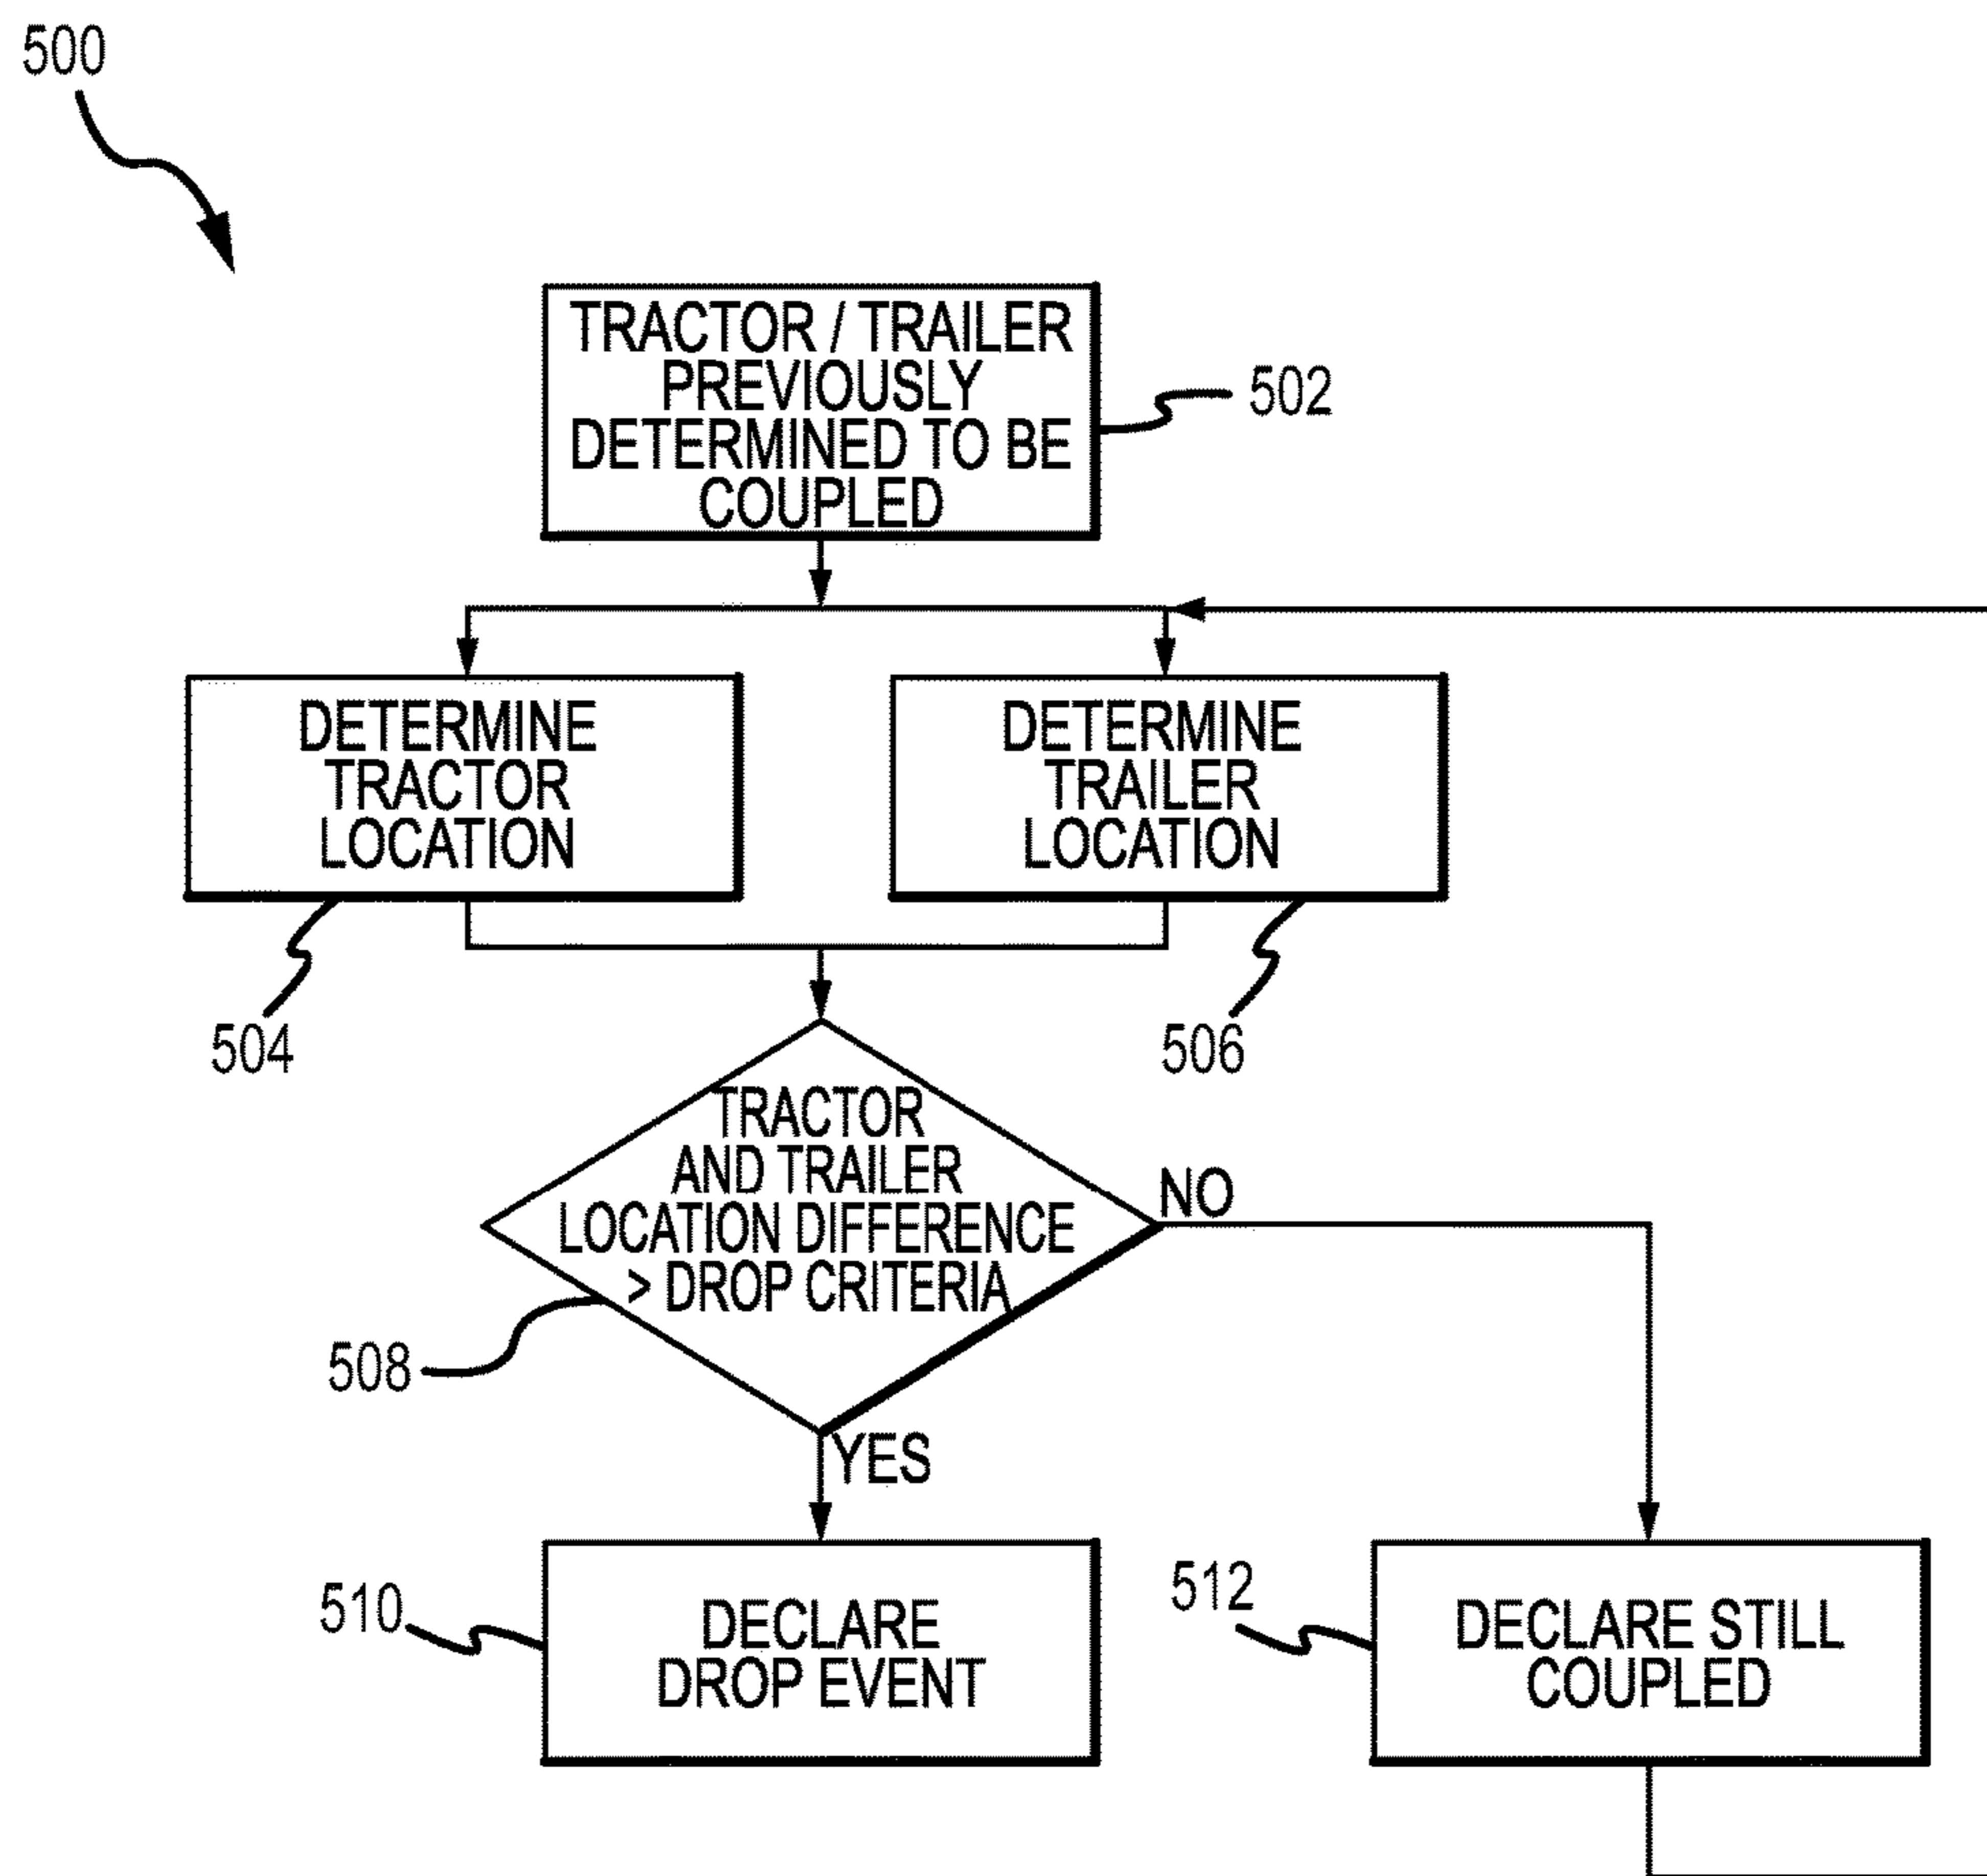 500
TRACTOR / TRAILER
PREVIOUSLY
DETERMINED TO BE
COUPLED
502
DETERMINE
TRACTOR
LOCATION
DETERMINE
TRAILER
LOCATION
504
506
TRACTOR
AND TRAILER
LOCATION DIFFERENCE
> DROP CRITERIA
NO
508
YES
510
DECLARE
DROP EVENT
512
DECLARE STILL
COUPLED